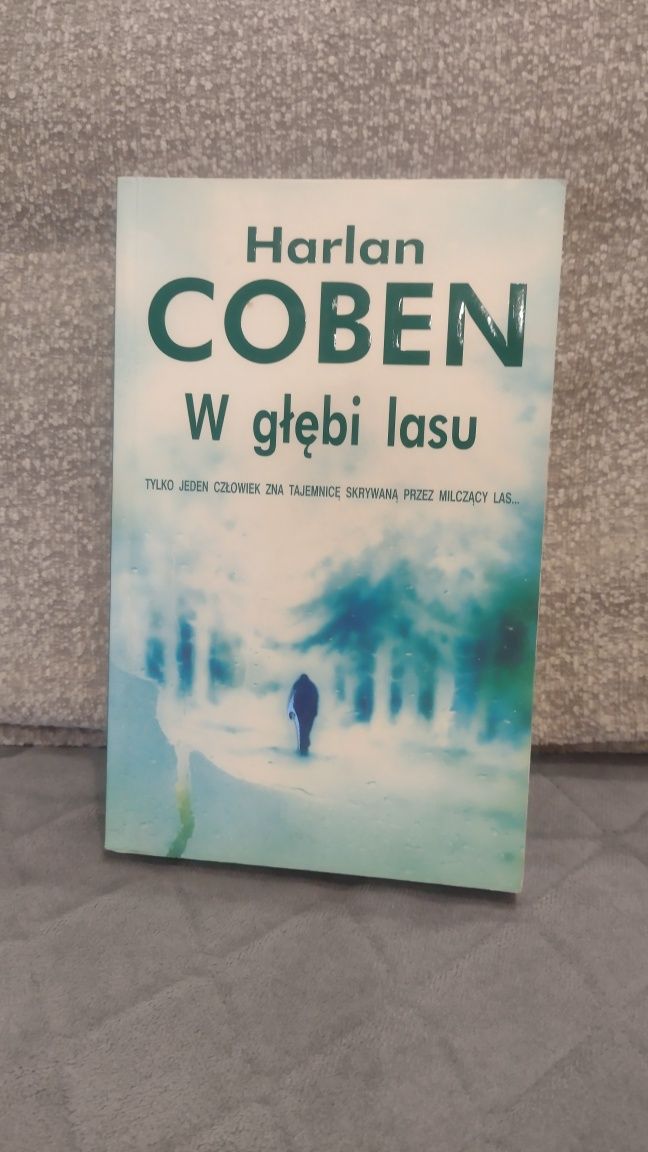 Harlan
COBEN
W głębi lasu
TYLKO JEDEN CZŁOWIEK ZNA TAJEMNICĘ SKRYWANĄ PRZEZ MILCZĄCY LAS...